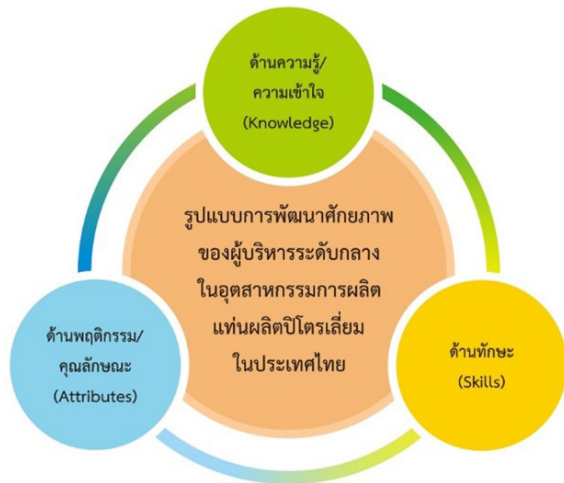 ด้านความรู้/
ความเข้าใจ
(Knowledge)
รูปแบบการพัฒนาศักยภาพ
ของผู้บริหารระดับกลาง
ในอุตสาหกรรมการผลิต
แท่นผลิตปิโตรเลี่ยม
ในประเทศไทย
ด้านพฤติกรรม/
คุณลักษณะ
(Attributes)
ด้านทักษะ
(Skills)